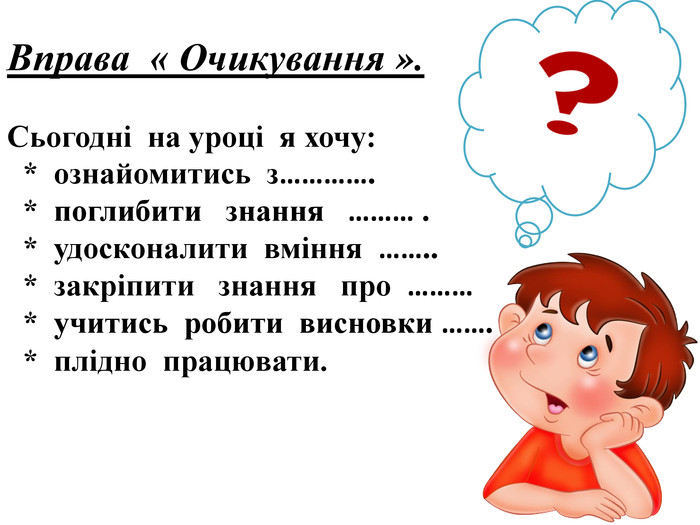 Вправа « Очикування ».
Сьогодні на уроці я хочу:
* ознайомитись з………….
* поглибити знання ……… .
* удосконалити вміння ……..
* закріпити знання про ………
* учитись робити висновки …….
* плідно працювати.
?